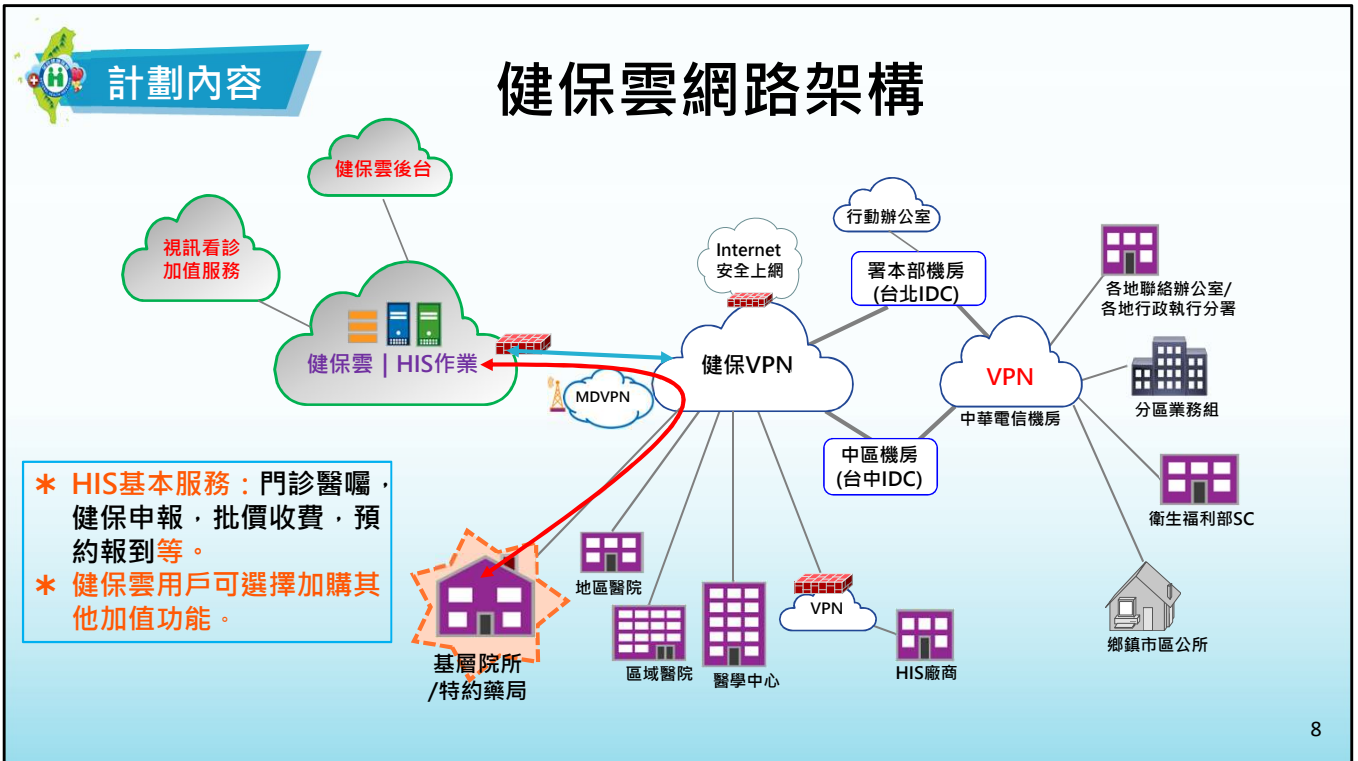 計劃內容
健保雲網路架構
健保雲後台
視訊看診
加值服務
健保雲 | HIS作業
Internet
安全上網
行動辦公室
署本部機房
(台北IDC)
各地聯絡辦公室/
各地行政執行分署
健保VPN
MDVPN
VPN
中華電信機房
分區業務組
中區機房
(台中IDC)
衛生福利部SC
鄉鎮市區公所
* HIS基本服務：門診醫囑，
健保申報，批價收費，預
約報到等。
* 健保雲用戶可選擇加購其
他加值功能。
基層院所
/特約藥局
地區醫院
區域醫院
醫學中心
VPN
HIS廠商
8